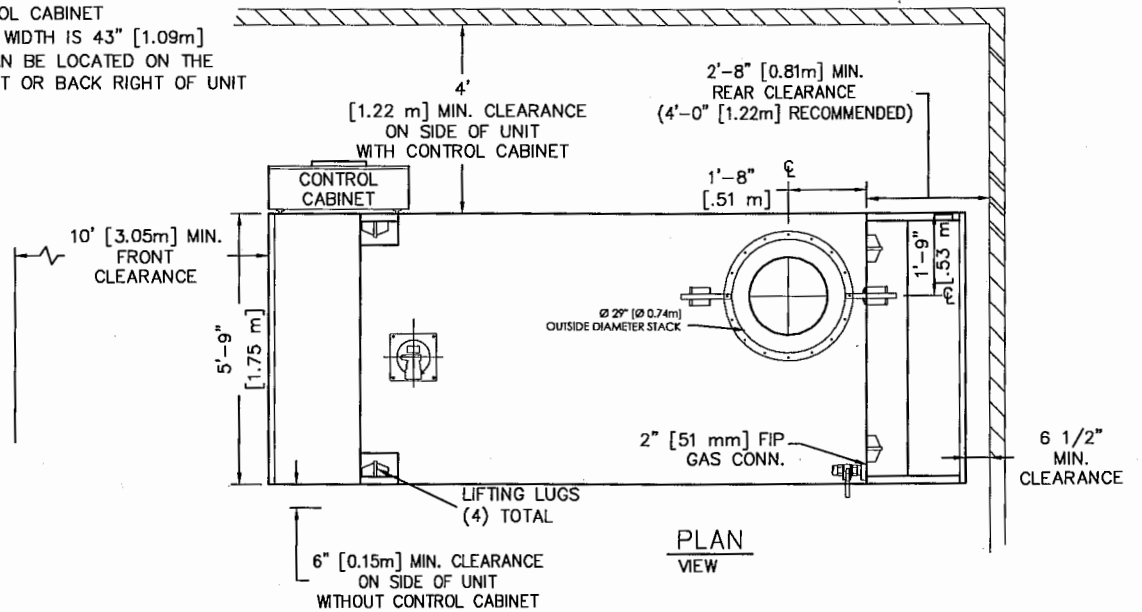 OL CABINET
WIDTH IS 43" [1.09m]
N BE LOCATED ON THE
T OR BACK RIGHT OF UNIT
4'
[1.22 m] MIN. CLEARANCE
ON SIDE OF UNIT
WITH CONTROL CABINET
2'-8" [0.81m] MIN.
REAR CLEARANCE
(4'-0" [1.22m] RECOMMENDED)
CONTROL
CABINET
1'-8"
[.51 m]
℄
10' [3.05m] MIN.
FRONT
CLEARANCE
1'-9"
[.53 m]
℄
5'-9"
[1.75 m]
Ø 29" [Ø 0.74m]
OUTSIDE DIAMETER STACK
2" [51 mm] FIP
GAS CONN.
6 1/2"
MIN.
CLEARANCE
LIFTING LUGS
(4) TOTAL
PLAN
VIEW
6" [0.15m] MIN. CLEARANCE
ON SIDE OF UNIT
WITHOUT CONTROL CABINET